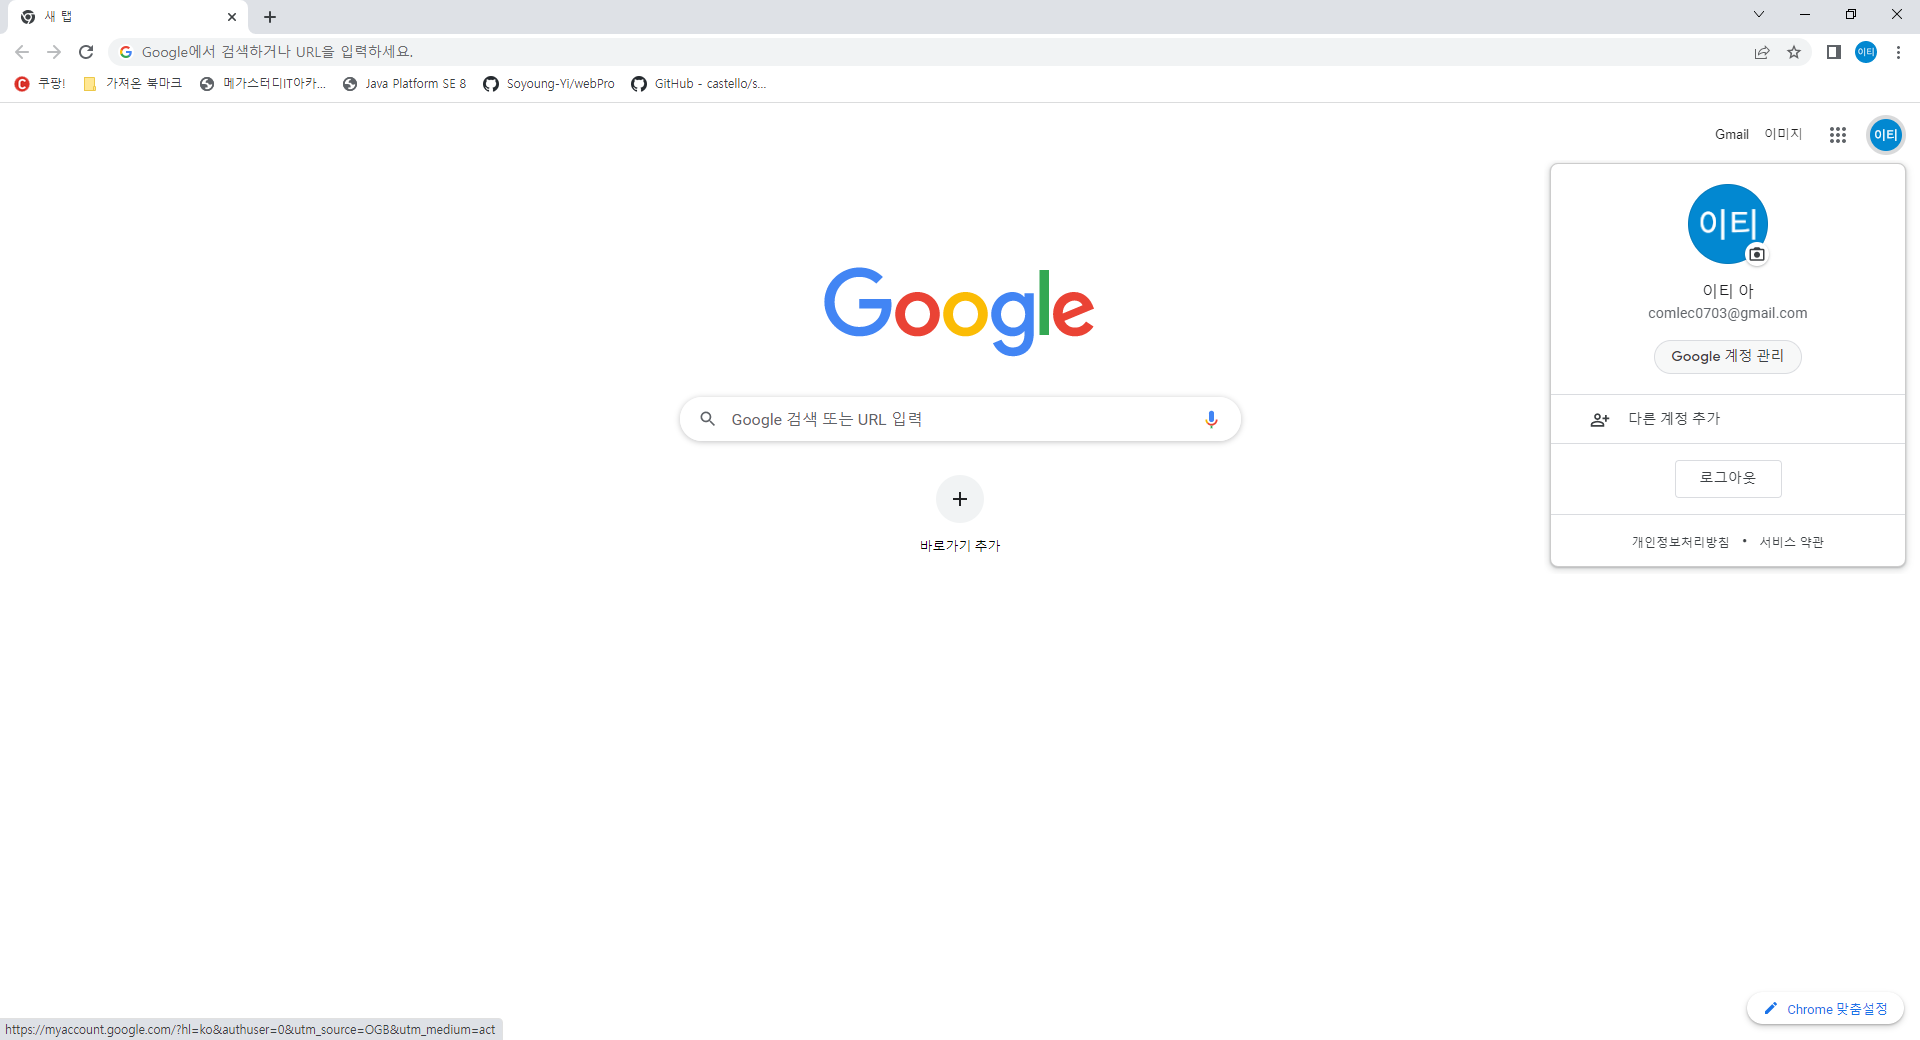 새 탭
Google에서 검색하거나 URL을 입력하세요.
이티
쿠팡!
가져온 북마크
메가스터디IT아카...
Java Platform SE 8
Soyoung-Yi/webPro
GitHub - castello/s...
Gmail
이미지
이티
이티
이티 아
comlec0703@gmail.com
Google 계정 관리
다른 계정 추가
로그아웃
개인정보처리방침 • 서비스 약관
Google
Google 검색 또는 URL 입력
바로가기 추가
Chrome 맞춤설정
https://myaccount.google.com/?hl=ko&authuser=0&utm_source=OGB&utm_medium=act